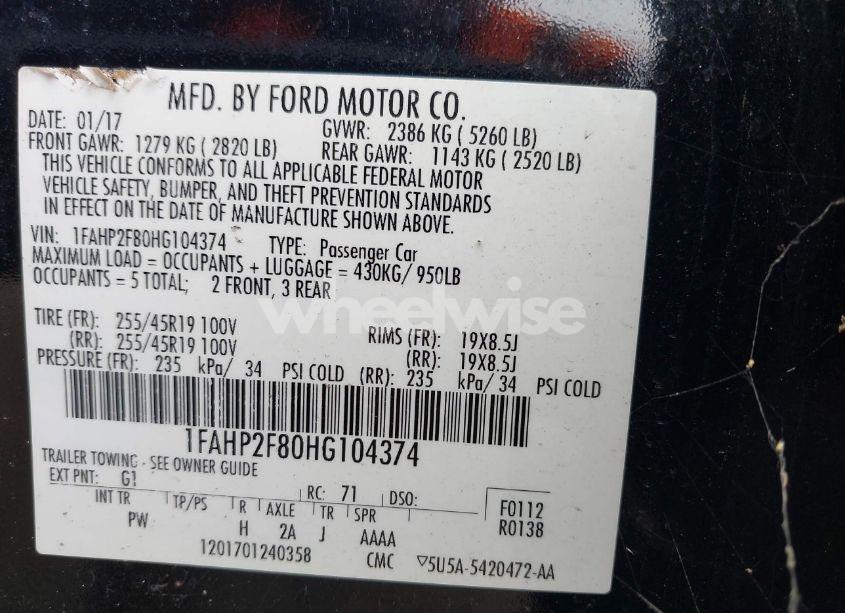 MFD. BY FORD MOTOR CO.
DATE: 01/17 GVWR: 2386 KG ( 5260 LB)
FRONT GAWR: 1279 KG ( 2820 LB) REAR GAWR: 1143 KG ( 2520 LB)
THIS VEHICLE CONFORMS TO ALL APPLICABLE FEDERAL MOTOR
VEHICLE SAFETY, BUMPER, AND THEFT PREVENTION STANDARDS
IN EFFECT ON THE DATE OF MANUFACTURE SHOWN ABOVE.
VIN: 1FAHP2F80HG104374 TYPE: Passenger Car
MAXIMUM LOAD = OCCUPANTS + LUGGAGE = 430KG/ 950LB
OCCUPANTS = 5 TOTAL; 2 FRONT, 3 REAR
wheelwise
TIRE (FR): 255/45R19 100V RIMS (FR): 19X8.5J
(RR): 255/45R19 100V (RR): 19X8.5J
PRESSURE (FR): 235 kPa/ 34 PSI COLD (RR): 235 kPa/ 34 PSI COLD
1FAHP2F80HG104374
TRAILER TOWING - SEE OWNER GUIDE
EXT PNT: G1 RC: 71 DSO: F0112
INT TR TP/PS R AXLE TR SPR R0138
PW H 2A J AAAA
1201701240358 CMC ▽5U5A-5420472-AA